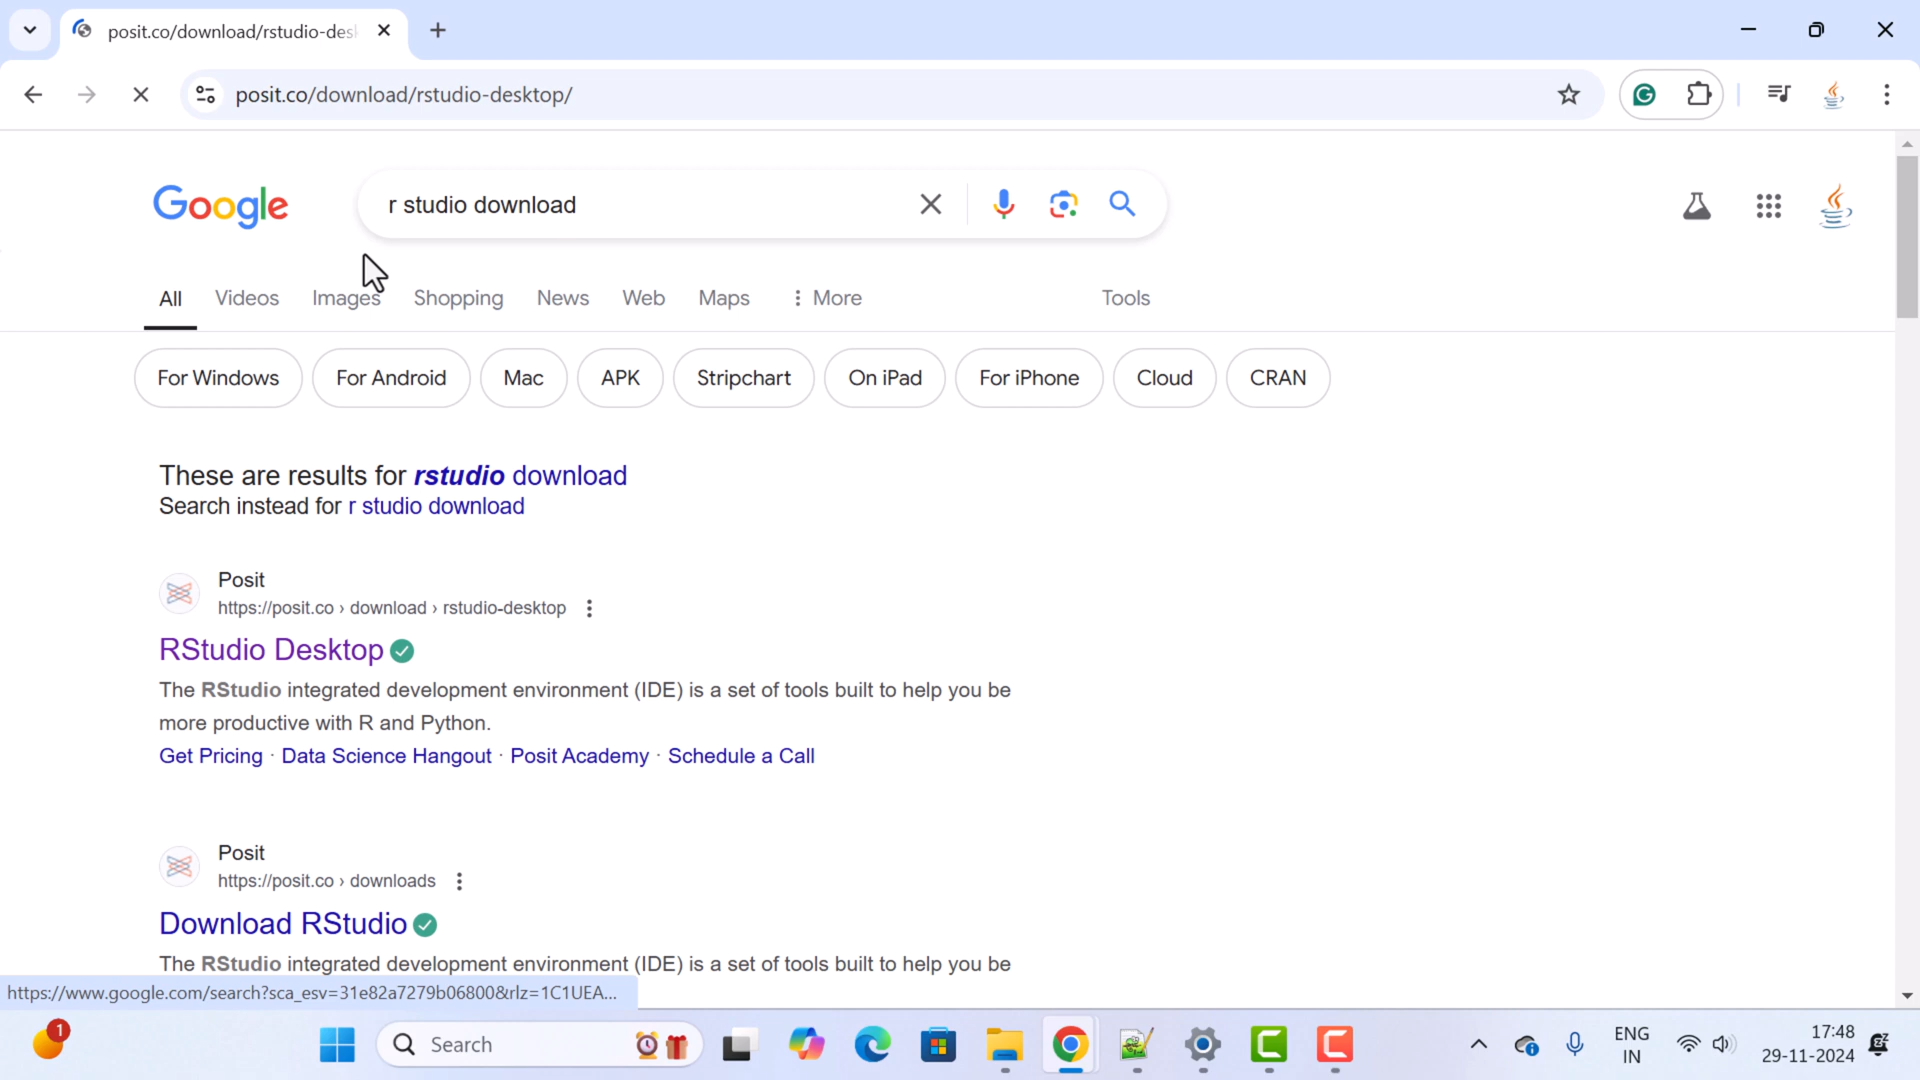 posit.co/download/rstudio-des
posit.co/download/rstudio-desktop/
Google
r studio download
All Videos Images Shopping News Web Maps More Tools
For Windows For Android Mac APK Stripchart On iPad For iPhone Cloud CRAN
These are results for rstudio download
Search instead for r studio download
Posit
https://posit.co › download › rstudio-desktop
RStudio Desktop
The RStudio integrated development environment (IDE) is a set of tools built to help you be
more productive with R and Python.
Get Pricing · Data Science Hangout · Posit Academy · Schedule a Call
Posit
https://posit.co › downloads
Download RStudio
The RStudio integrated development environment (IDE) is a set of tools built to help you be
https://www.google.com/search?sca_esv=31e82a7279b06800&rlz=1C1UEA...
1
Search
ENG
IN
17:48
29-11-2024